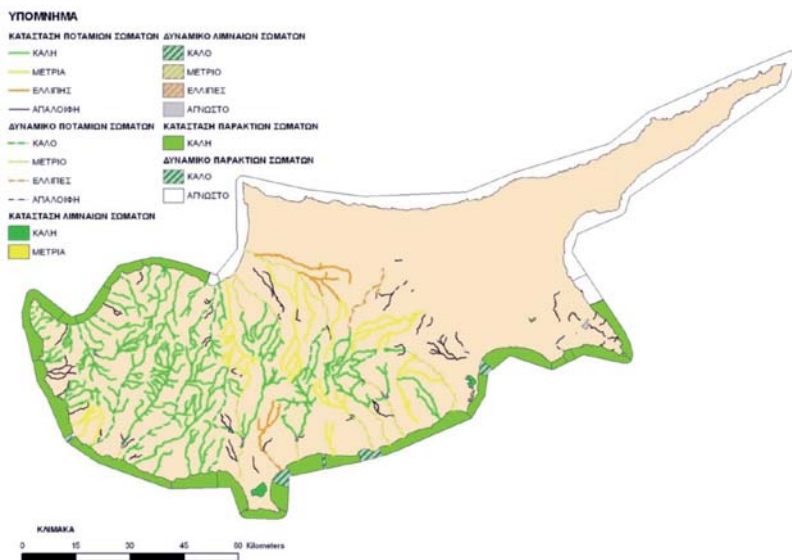 ΥΠΟΜΝΗΜΑ
ΚΑΤΑΣΤΑΣΗ ΠΟΤΑΜΙΩΝ ΣΩΜΑΤΩΝ
ΚΑΛΗ
ΜΕΤΡΙΑ
ΕΛΛΙΠΗΣ
ΑΠΑΛΟΙΦΗ
ΔΥΝΑΜΙΚΟ ΠΟΤΑΜΙΩΝ ΣΩΜΑΤΩΝ
ΚΑΛΟ
ΜΕΤΡΙΟ
ΕΛΛΙΠΕΣ
ΑΠΑΛΟΙΦΗ
ΚΑΤΑΣΤΑΣΗ ΛΙΜΝΑΙΩΝ ΣΩΜΑΤΩΝ
ΚΑΛΗ
ΜΕΤΡΙΑ
ΔΥΝΑΜΙΚΟ ΛΙΜΝΑΙΩΝ ΣΩΜΑΤΩΝ
ΚΑΛΟ
ΜΕΤΡΙΟ
ΕΛΛΙΠΕΣ
ΑΓΝΩΣΤΟ
ΚΑΤΑΣΤΑΣΗ ΠΑΡΑΚΤΙΩΝ ΣΩΜΑΤΩΝ
ΚΑΛΗ
ΔΥΝΑΜΙΚΟ ΠΑΡΑΚΤΙΩΝ ΣΩΜΑΤΩΝ
ΚΑΛΟ
ΑΓΝΩΣΤΟ
ΚΛΙΜΑΚΑ
0 15 30 45 60 Kilometers